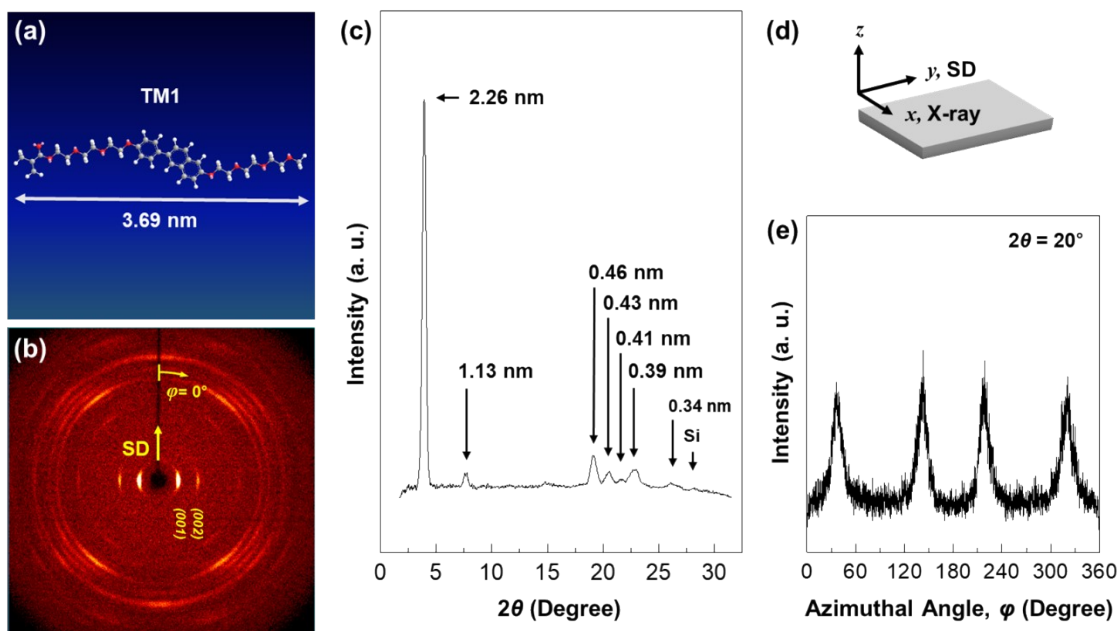 (a)
TM1
3.69 nm
(b)
φ= 0°
SD
(001)
(002)
(c)
2.26 nm
1.13 nm
0.46 nm
0.43 nm
0.41 nm
0.39 nm
0.34 nm
Si
Intensity (a. u.)
0 5 10 15 20 25 30
2θ (Degree)
(d)
z
y, SD
x, X-ray
(e)
2θ = 20°
Intensity (a. u.)
0 60 120 180 240 300 360
Azimuthal Angle, φ (Degree)